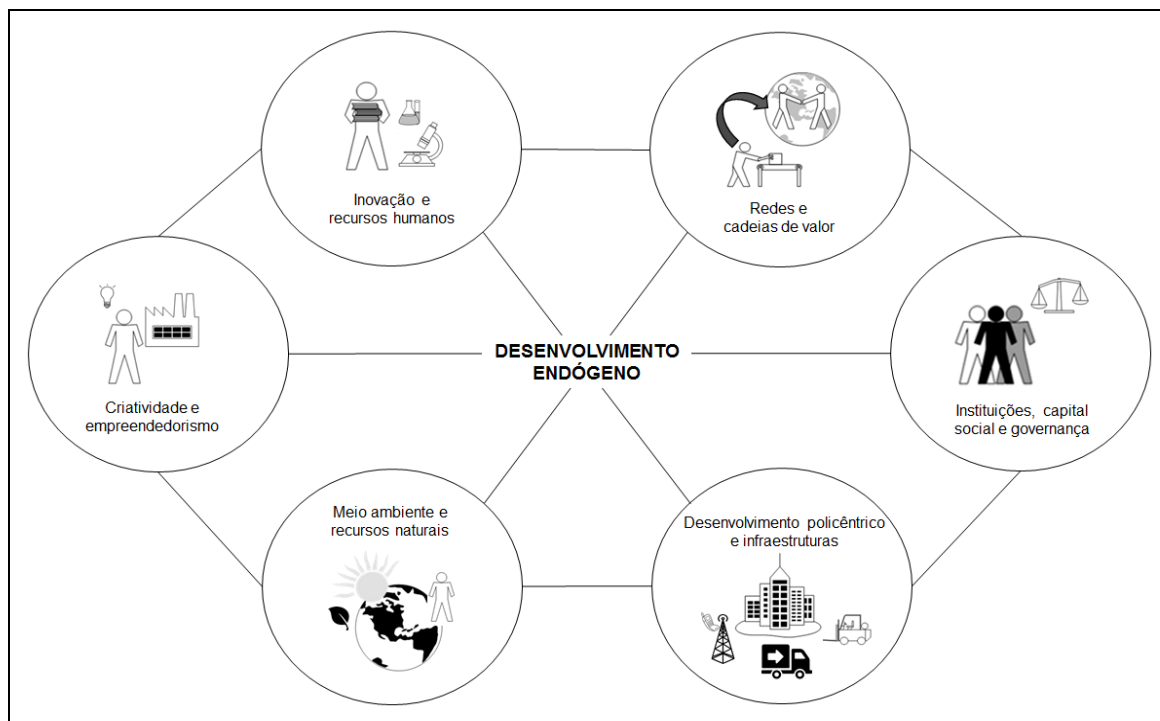 Inovação e
recursos humanos
Redes e
cadeias de valor
Criatividade e
empreendedorismo
DESENVOLVIMENTO
ENDÓGENO
Instituições, capital
social e governança
Meio ambiente e
recursos naturais
Desenvolvimento policêntrico
e infraestruturas